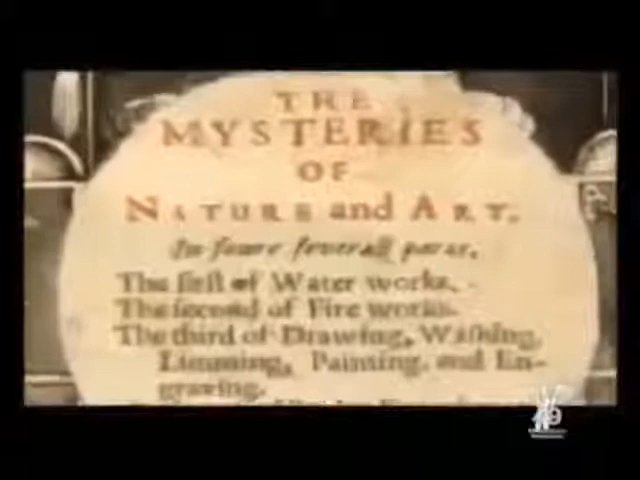 THE
MYSTERIES
OF
NATURE and ART.
In foure severall parts.
The first of Water works.
The second of Fire works.
The third of Drawing, Washing,
Limming, Painting, and En-
graving.
49